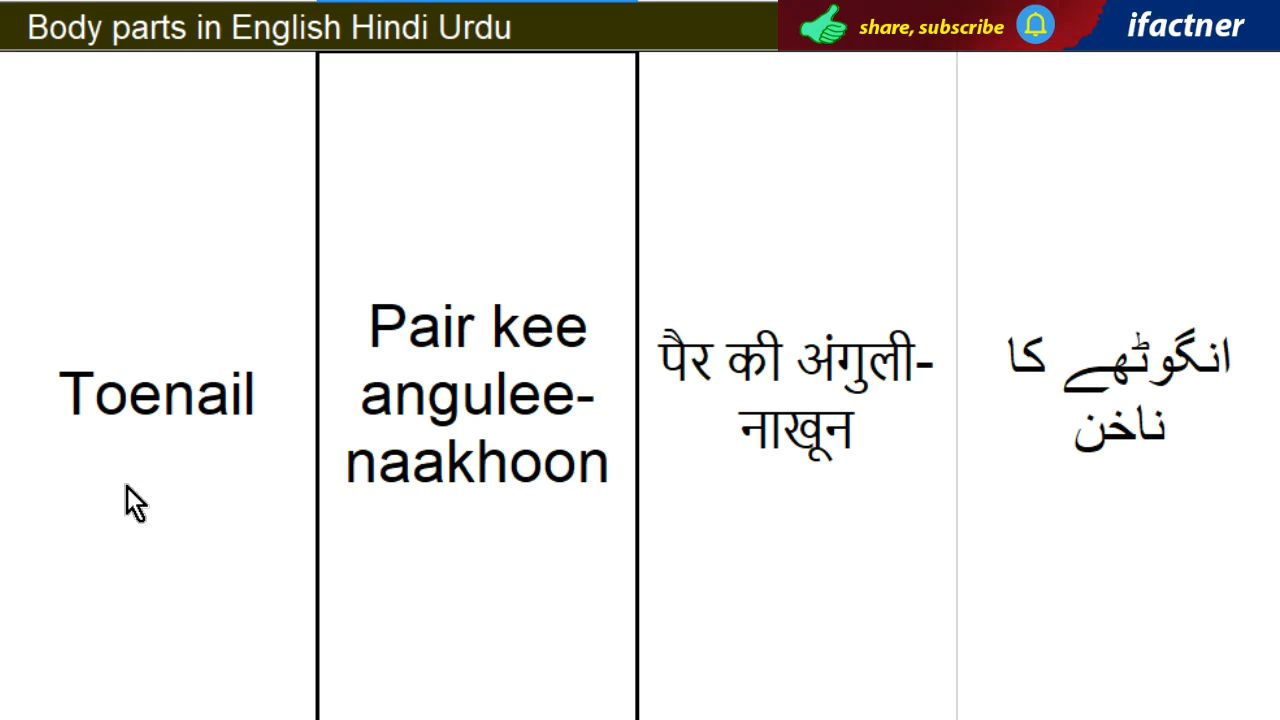 Body parts in English Hindi Urdu
share, subscribe
ifactner
Toenail
Pair kee
angulee-
naakhoon
पैर की अंगुली-
नाखून
انگوٹھے کا
ناخن